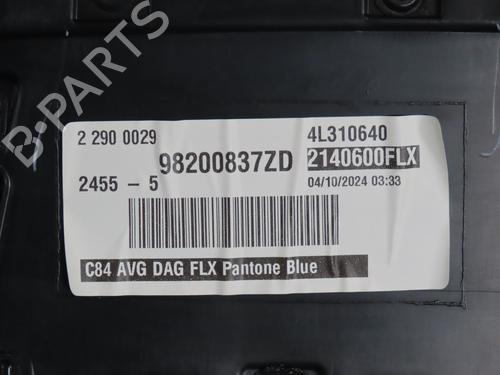 2 290 0029
4L310640
98200837ZD
2140600FLX
2455 - 5
04/10/2024 03:33
C84 AVG DAG FLX Pantone Blue
B-PARTS